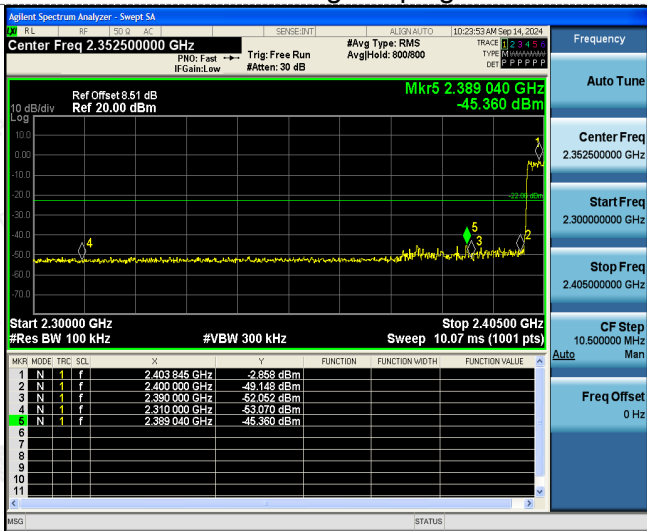 Agilent Spectrum Analyzer - Swept SA
RL RF 50 Ω AC SENSE:INT ALIGN AUTO 10:23:53 AM Sep 14, 2024
Center Freq 2.352500000 GHz
PNO: Fast
IFGain:Low
Trig: Free Run
#Atten: 30 dB
#Avg Type: RMS
Avg|Hold: 800/800
TRACE 1 2 3 4 5 6
TYPE M
DET P P P P P P
Mkr5 2.389 040 GHz
-45.360 dBm
Ref Offset 8.51 dB
10 dB/div Ref 20.00 dBm
Log
10.0
0.00
-10.0
-20.0
-30.0
-40.0
-50.0
-60.0
-70.0
-22.86 dBm
1
2
3
4
5
Start 2.30000 GHz Stop 2.40500 GHz
#Res BW 100 kHz #VBW 300 kHz Sweep 10.07 ms (1001 pts)
MKR MODE TRC SCL X Y FUNCTION FUNCTION WIDTH FUNCTION VALUE
1 N 1 f 2.403 845 GHz -2.858 dBm
2 N 1 f 2.400 000 GHz -49.148 dBm
3 N 1 f 2.390 000 GHz -52.052 dBm
4 N 1 f 2.310 000 GHz -53.070 dBm
5 N 1 f 2.389 040 GHz -45.360 dBm
6
7
8
9
10
11
MSG STATUS
Frequency
Auto Tune
Center Freq
2.352500000 GHz
Start Freq
2.300000000 GHz
Stop Freq
2.405000000 GHz
CF Step
10.500000 MHz
Auto Man
Freq Offset
0 Hz